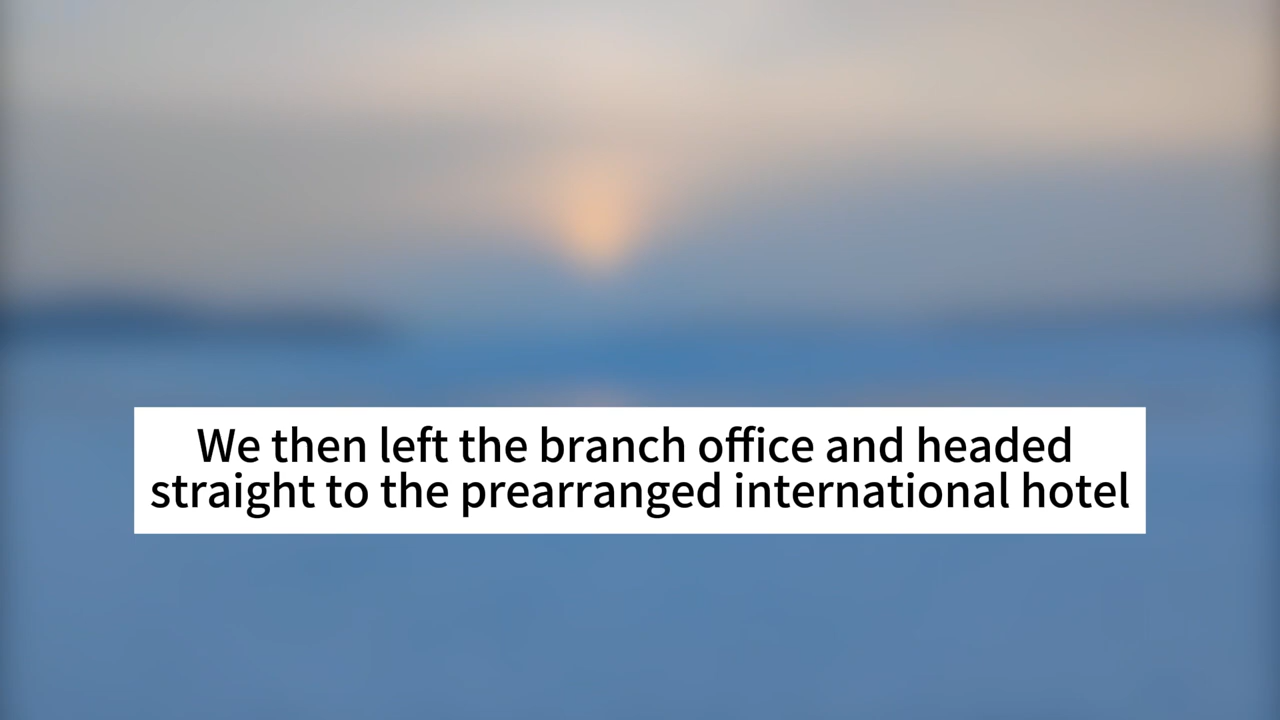 We then left the branch office and headed
straight to the prearranged international hotel